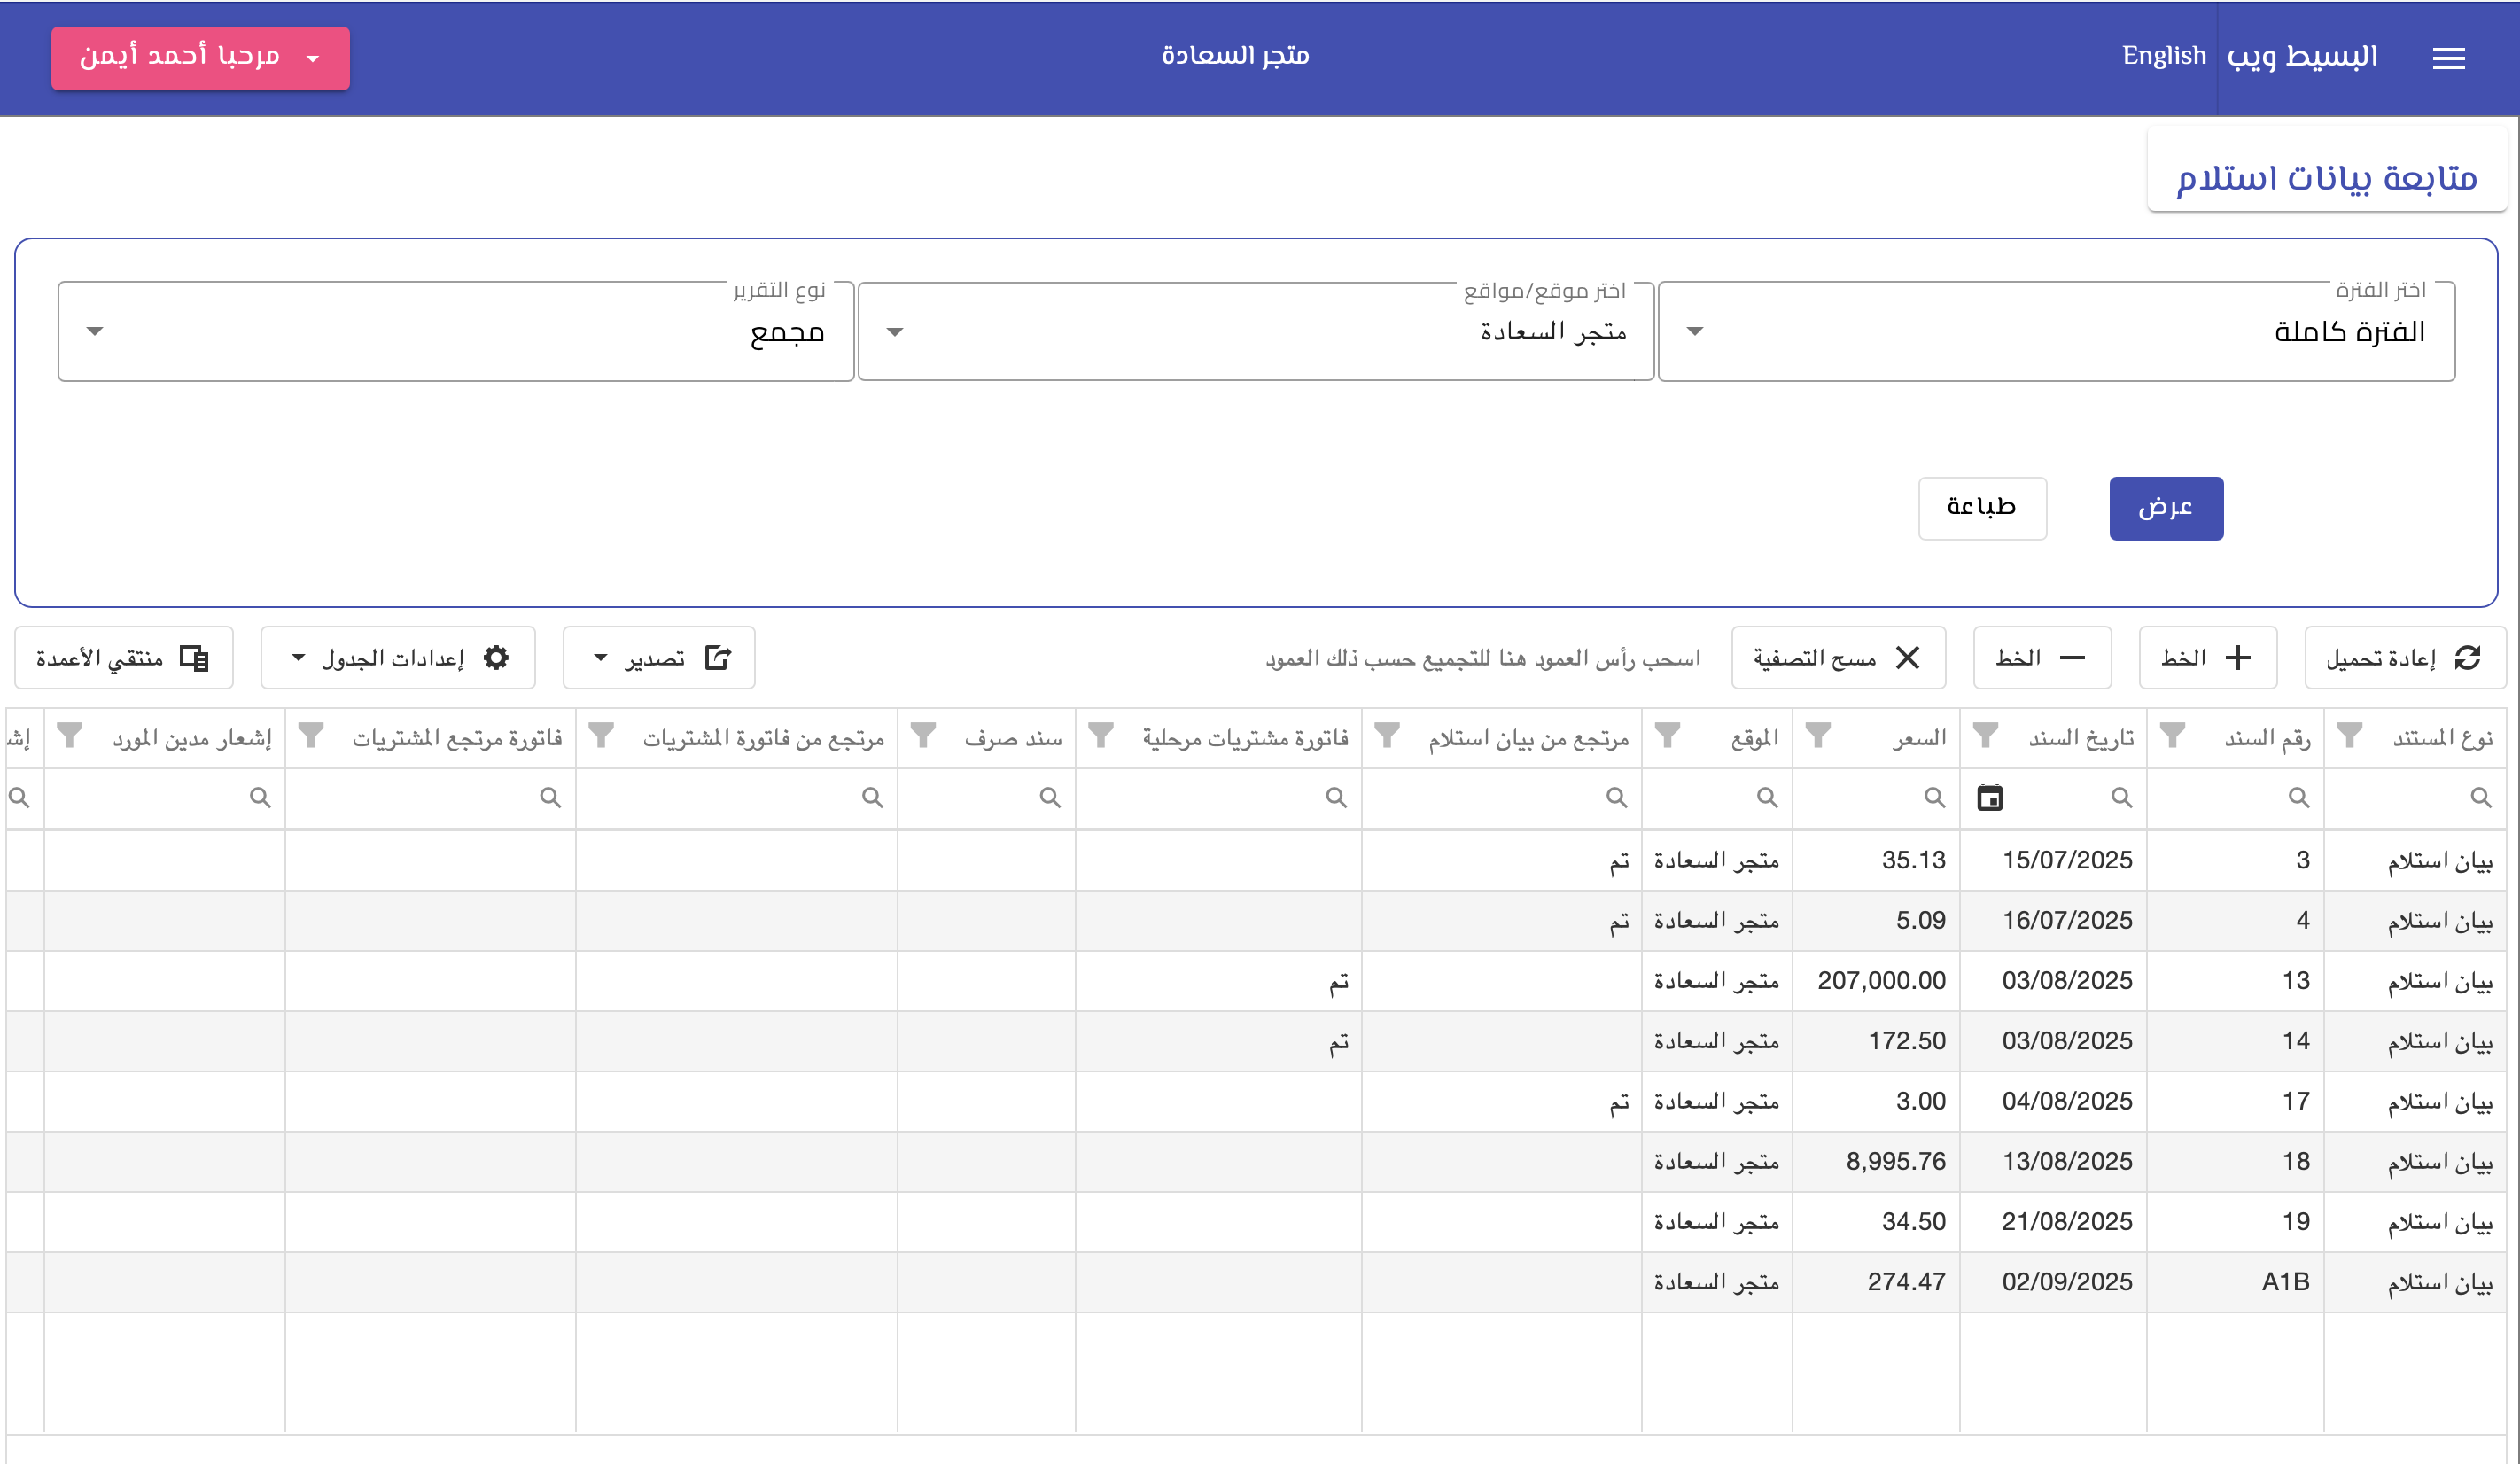 البسيط ويب English متجر السعادة مرحبا أحمد أيمن
متابعة بيانات استلام
اختر الفترة اختر موقع/مواقع نوع التقرير
الفترة كاملة متجر السعادة مجمع
عرض طباعة
إعادة تحميل الخط الخط مسح التصفية اسحب رأس العمود هنا للتجميع حسب ذلك العمود تصدير إعدادات الجدول منتقي الأعمدة
نوع المستند رقم السند تاريخ السند السعر الموقع مرتجع من بيان استلام فاتورة مشتريات مرحلية سند صرف مرتجع من فاتورة المشتريات فاتورة مرتجع المشتريات إشعار مدين المورد
بيان استلام 3 15/07/2025 35.13 متجر السعادة تم
بيان استلام 4 16/07/2025 5.09 متجر السعادة تم
بيان استلام 13 03/08/2025 207,000.00 متجر السعادة تم
بيان استلام 14 03/08/2025 172.50 متجر السعادة تم
بيان استلام 17 04/08/2025 3.00 متجر السعادة تم
بيان استلام 18 13/08/2025 8,995.76 متجر السعادة
بيان استلام 19 21/08/2025 34.50 متجر السعادة
بيان استلام A1B 02/09/2025 274.47 متجر السعادة